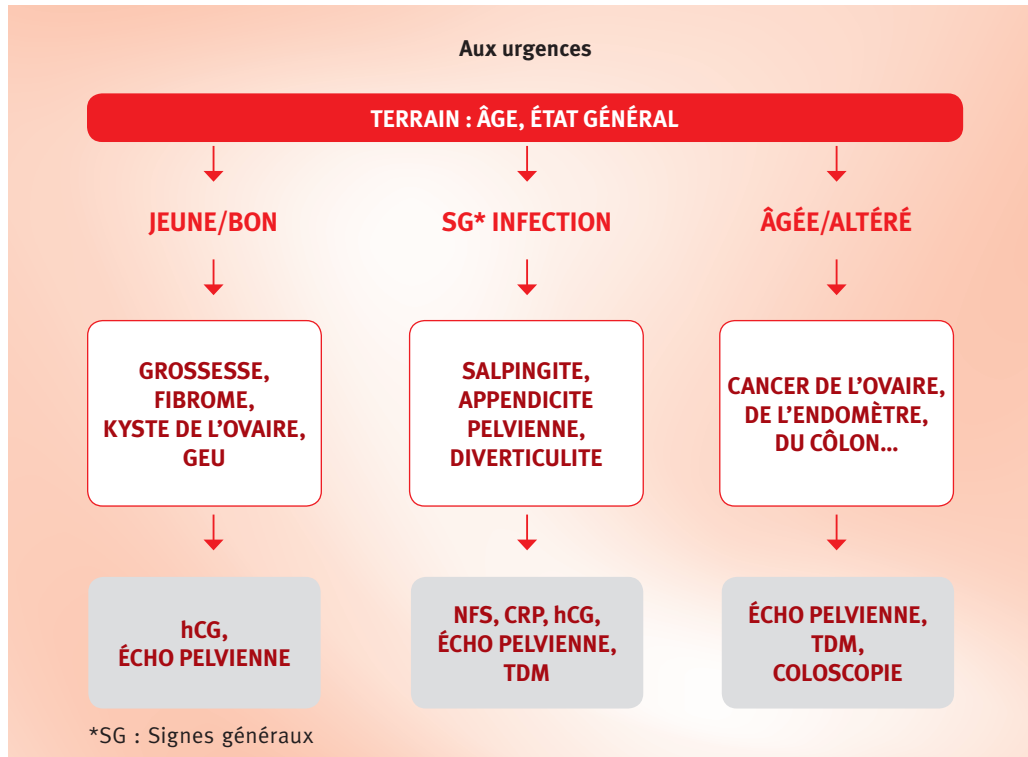 Aux urgences
TERRAIN : ÂGE, ÉTAT GÉNÉRAL
JEUNE/BON
GROSSESSE,
FIBROME,
KYSTE DE L’OVAIRE,
GEU
hCG,
ÉCHO PELVIENNE
SG* INFECTION
SALPINGITE,
APPENDICITE
PELVIENNE,
DIVERTICULITE
NFS, CRP, hCG,
ÉCHO PELVIENNE,
TDM
ÂGÉE/ALTÉRÉ
CANCER DE L’OVAIRE,
DE L’ENDOMÈTRE,
DU CÔLON...
ÉCHO PELVIENNE,
TDM,
COLOSCOPIE
*SG : Signes généraux